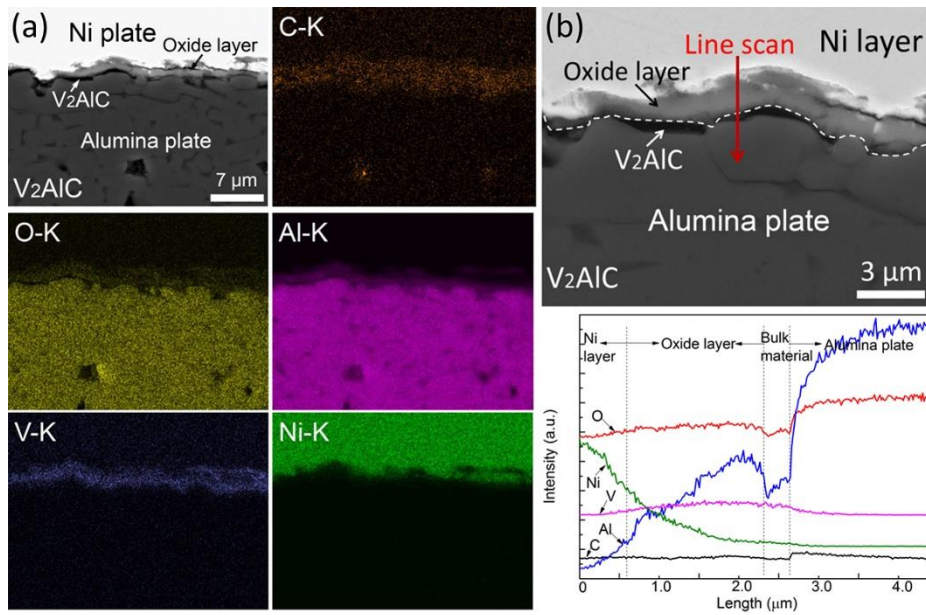 (a)
Ni plate
Oxide layer
V₂AlC
Alumina plate
V₂AlC
7 μm
C-K
O-K
Al-K
V-K
Ni-K
(b)
Line scan
Ni layer
Oxide layer
V₂AlC
Alumina plate
V₂AlC
3 μm
Ni
layer
Oxide layer
Bulk
material
Alumina plate
O
Ni
V
Al
C
Intensity (a.u.)
0.0 1.0 2.0 3.0 4.0
Length (μm)